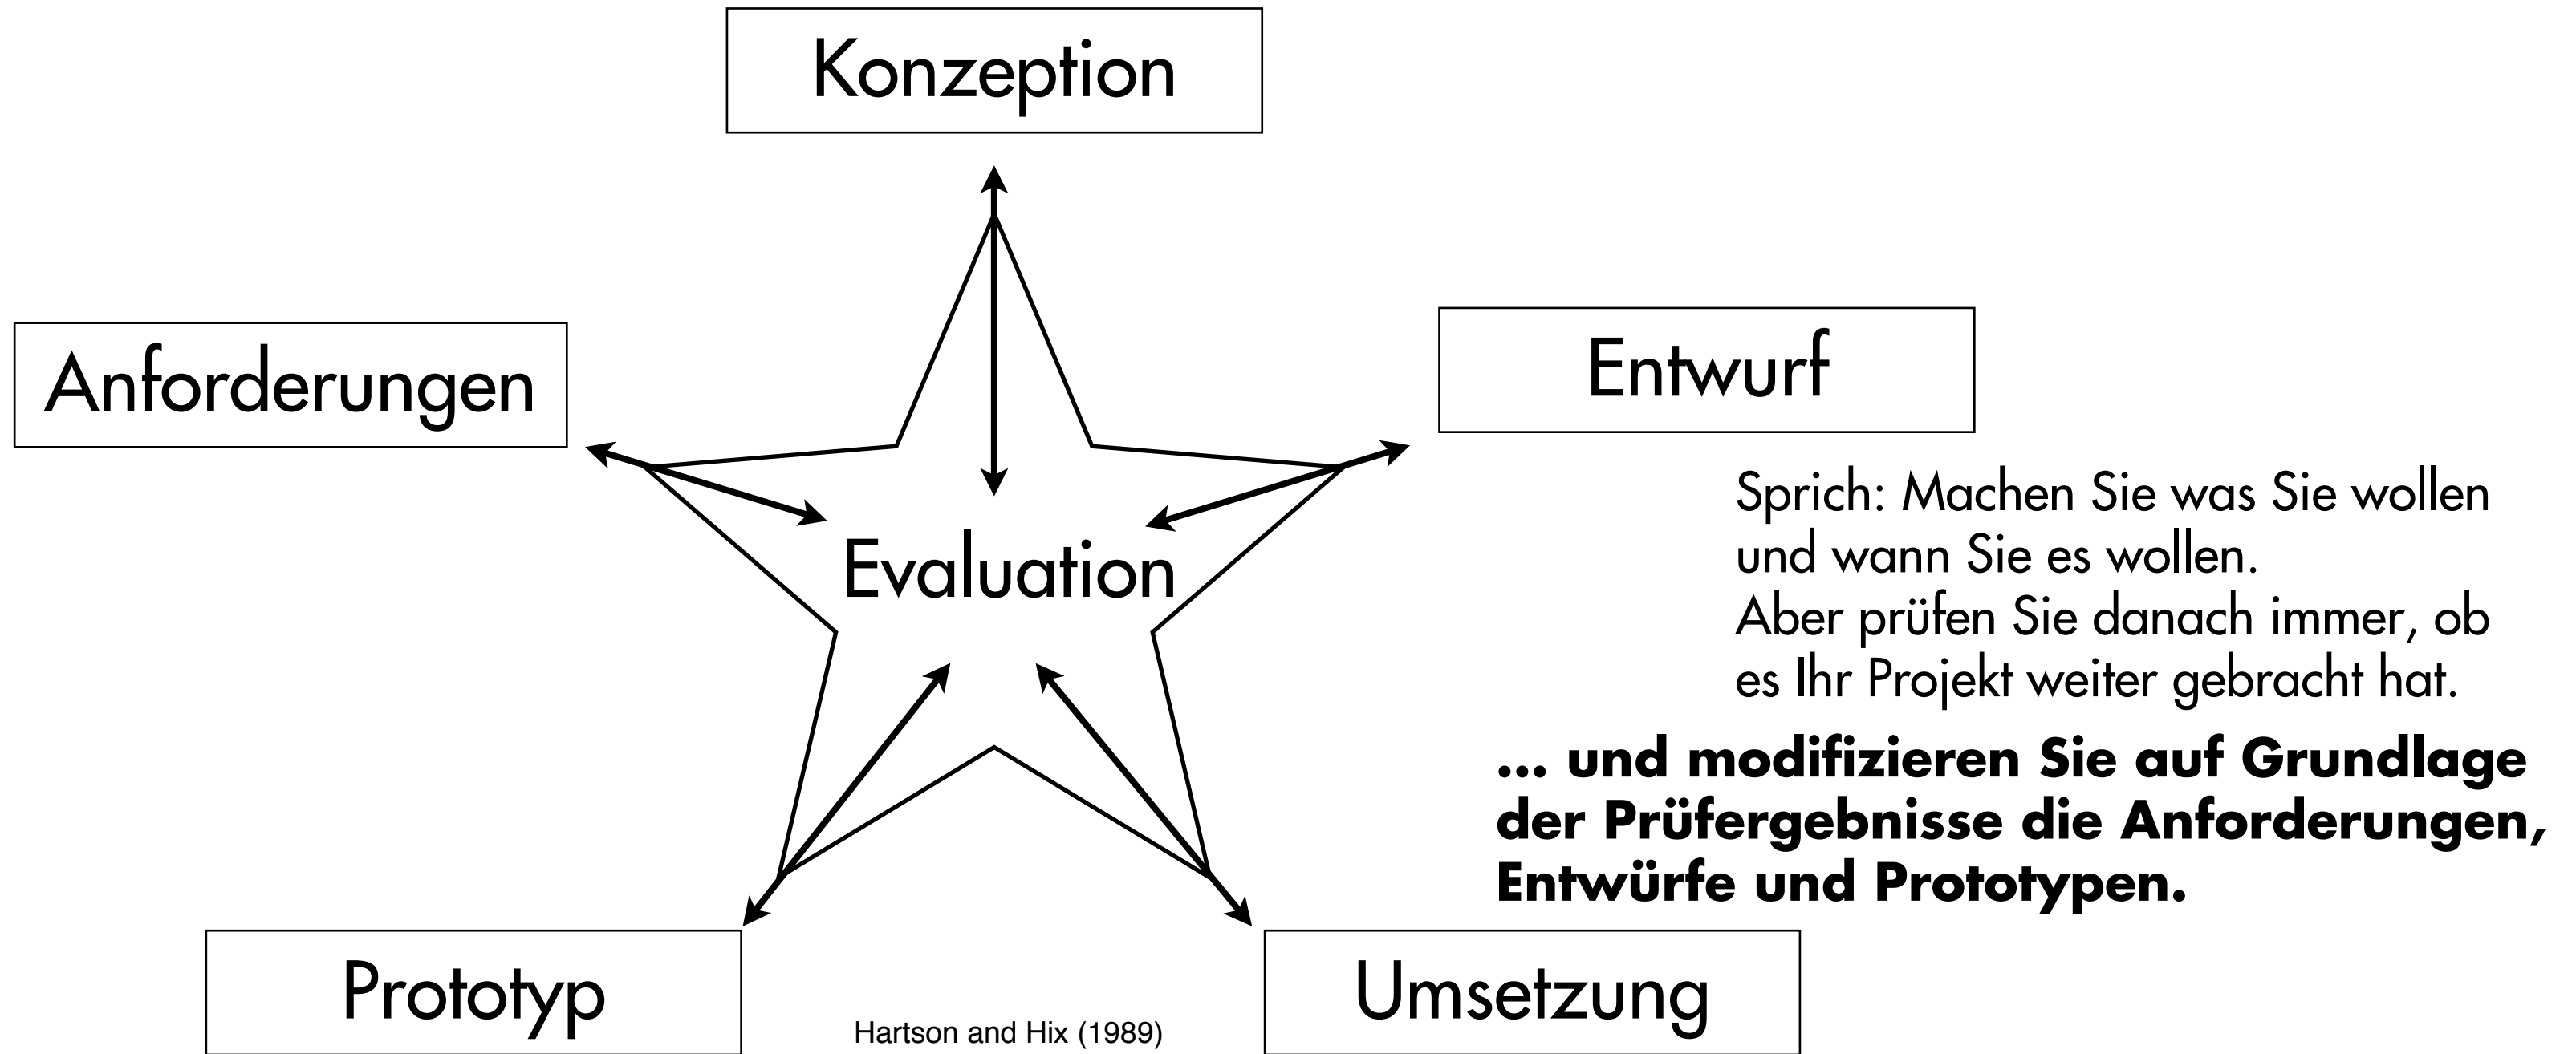 Konzeption
Anforderungen
Entwurf
Evaluation
Sprich: Machen Sie was Sie wollen
und wann Sie es wollen.
Aber prüfen Sie danach immer, ob
es Ihr Projekt weiter gebracht hat.
... und modifizieren Sie auf Grundlage
der Prüfergebnisse die Anforderungen,
Entwürfe und Prototypen.
Prototyp
Umsetzung
Hartson and Hix (1989)